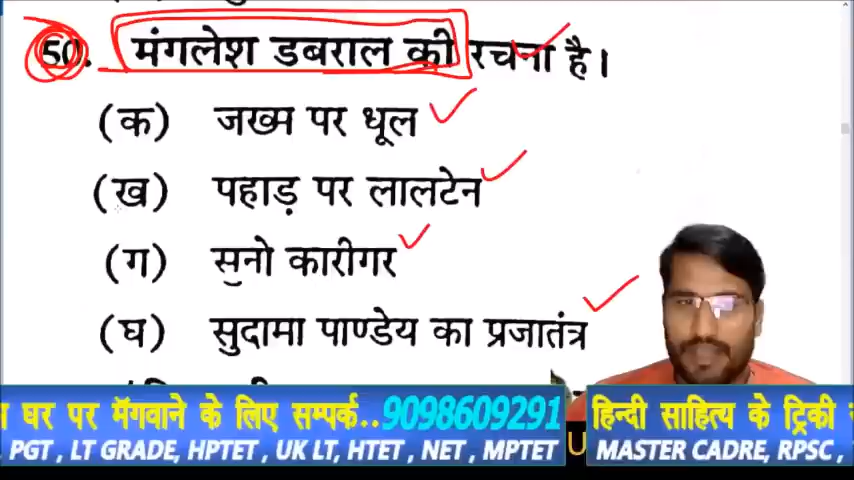 50. मंगलेश डबराल की रचना है।
(क) जख्म पर धूल
(ख) पहाड़ पर लालटेन
(ग) सुनो कारीगर
(घ) सुदामा पाण्डेय का प्रजातंत्र
घर पर मॅगवाने के लिए सम्पर्क..9098609291 हिन्दी साहित्य के ट्रिकी
PGT , LT GRADE, HPTET , UK LT, HTET , NET , MPTET U MASTER CADRE, RPSC ,